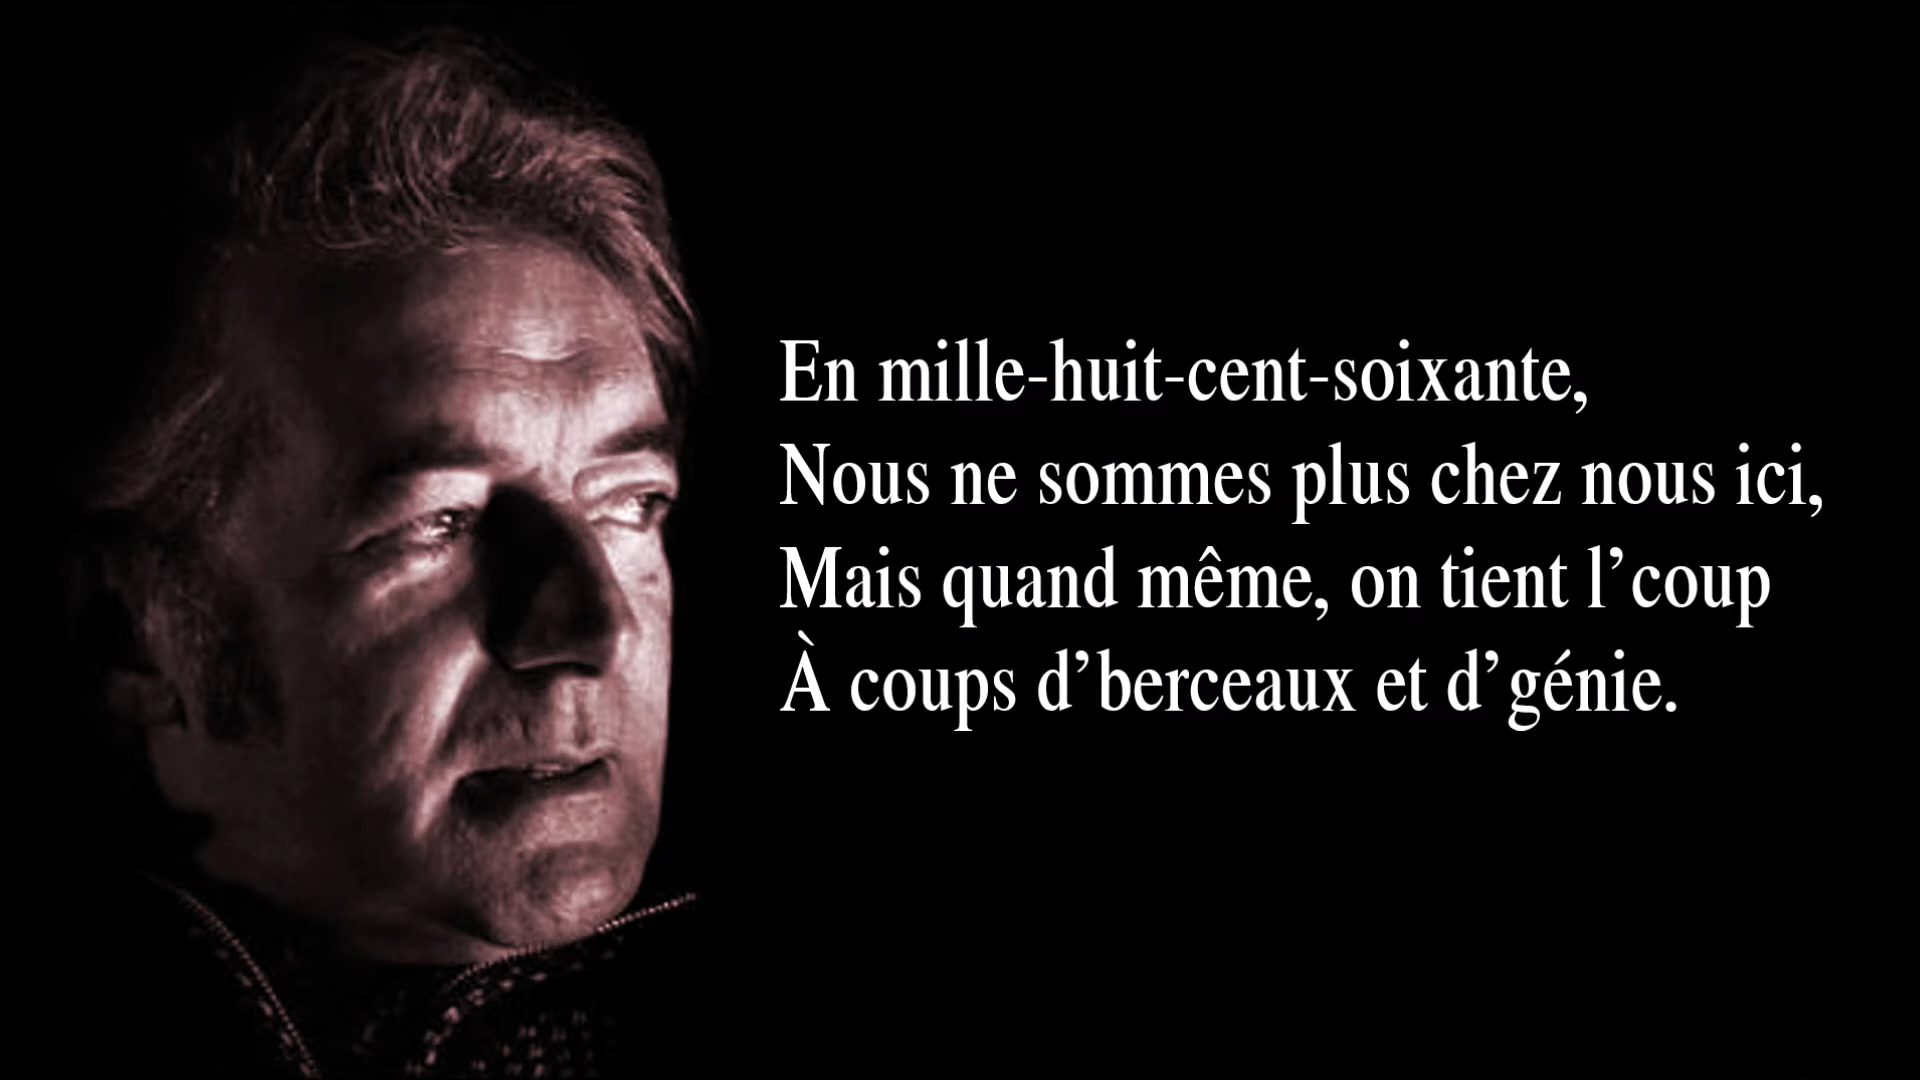 En mille-huit-cent-soixante,
Nous ne sommes plus chez nous ici,
Mais quand même, on tient l’coup
À coups d’berceaux et d’génie.